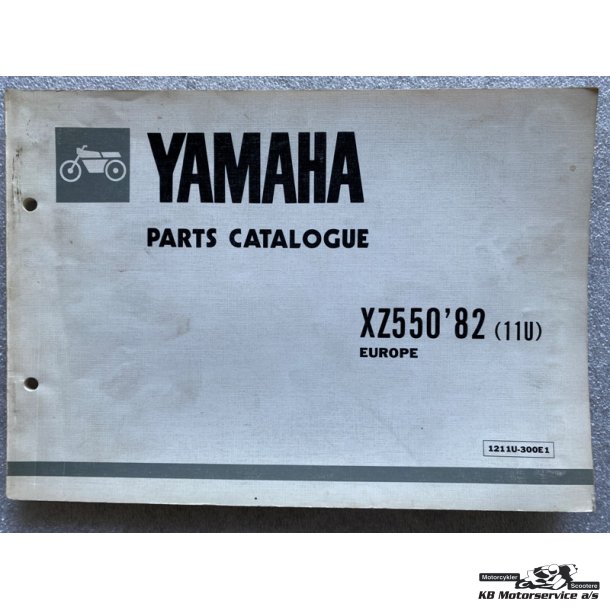 YAMAHA
PARTS CATALOGUE
XZ550'82 (11U)
EUROPE
1211U-300E1
Motorcykler
Scootere
KB Motorservice a/s